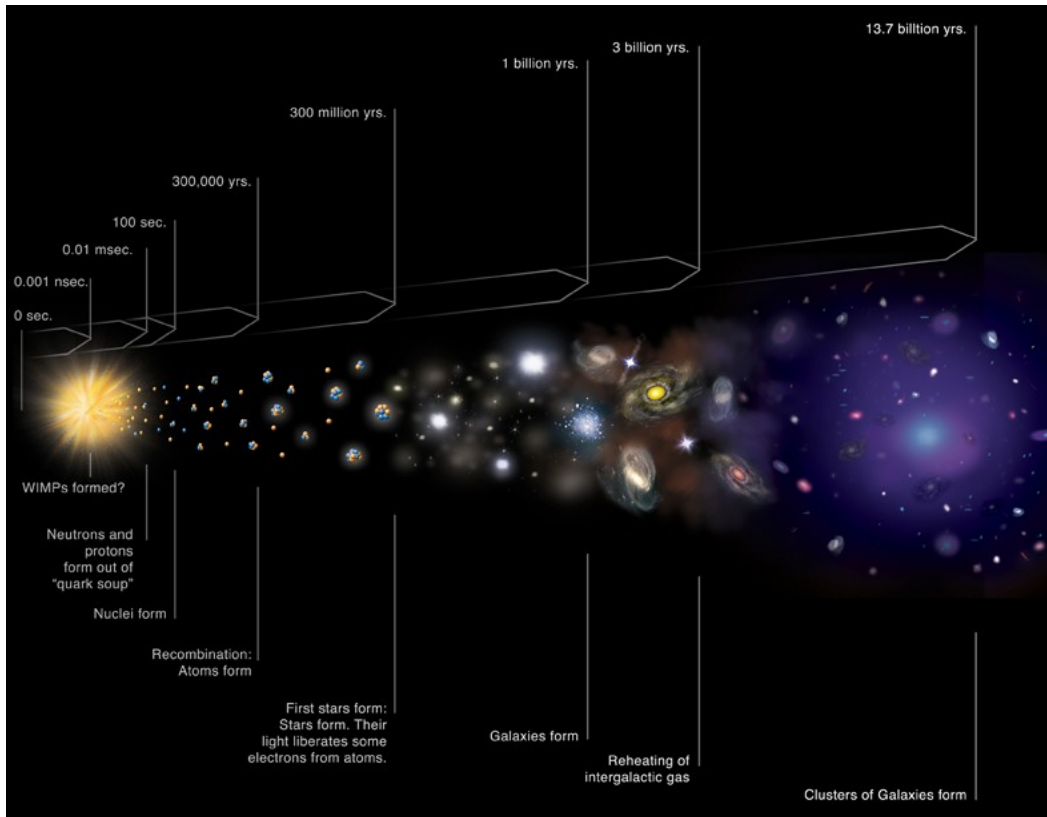 13.7 billtion yrs.
3 billion yrs.
1 billion yrs.
300 million yrs.
300,000 yrs.
100 sec.
0.01 msec.
0.001 nsec.
0 sec.
WIMPs formed?
Neutrons and
protons
form out of
“quark soup”
Nuclei form
Recombination:
Atoms form
First stars form:
Stars form. Their
light liberates some
electrons from atoms.
Galaxies form
Reheating of
intergalactic gas
Clusters of Galaxies form